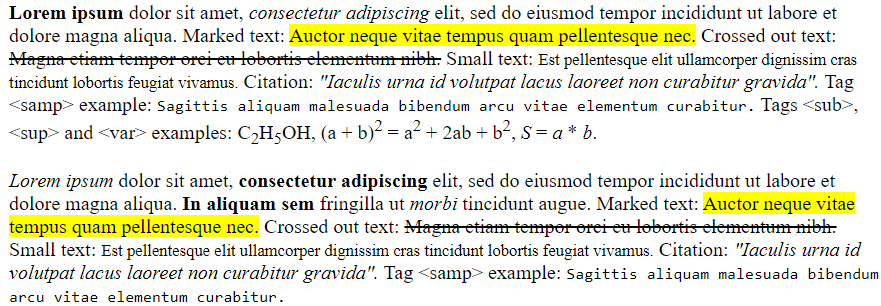 Lorem ipsum dolor sit amet, consectetur adipiscing elit, sed do eiusmod tempor incididunt ut labore et
dolore magna aliqua. Marked text: Auctor neque vitae tempus quam pellentesque nec. Crossed out text:
Magna etiam tempor orci eu lobortis elementum nibh. Small text: Est pellentesque elit ullamcorper dignissim cras
tincidunt lobortis feugiat vivamus. Citation: "Iaculis urna id volutpat lacus laoreet non curabitur gravida". Tag
<samp> example: Sagittis aliquam malesuada bibendum arcu vitae elementum curabitur. Tags <sub>,
<sup> and <var> examples: C₂H₅OH, (a + b)² = a² + 2ab + b², S = a * b.
Lorem ipsum dolor sit amet, consectetur adipiscing elit, sed do eiusmod tempor incididunt ut labore et
dolore magna aliqua. In aliquam sem fringilla ut morbi tincidunt augue. Marked text: Auctor neque vitae
tempus quam pellentesque nec. Crossed out text: Magna etiam tempor orci eu lobortis elementum nibh.
Small text: Est pellentesque elit ullamcorper dignissim cras tincidunt lobortis feugiat vivamus. Citation: "Iaculis urna id
volutpat lacus laoreet non curabitur gravida". Tag <samp> example: Sagittis aliquam malesuada bibendum
arcu vitae elementum curabitur.